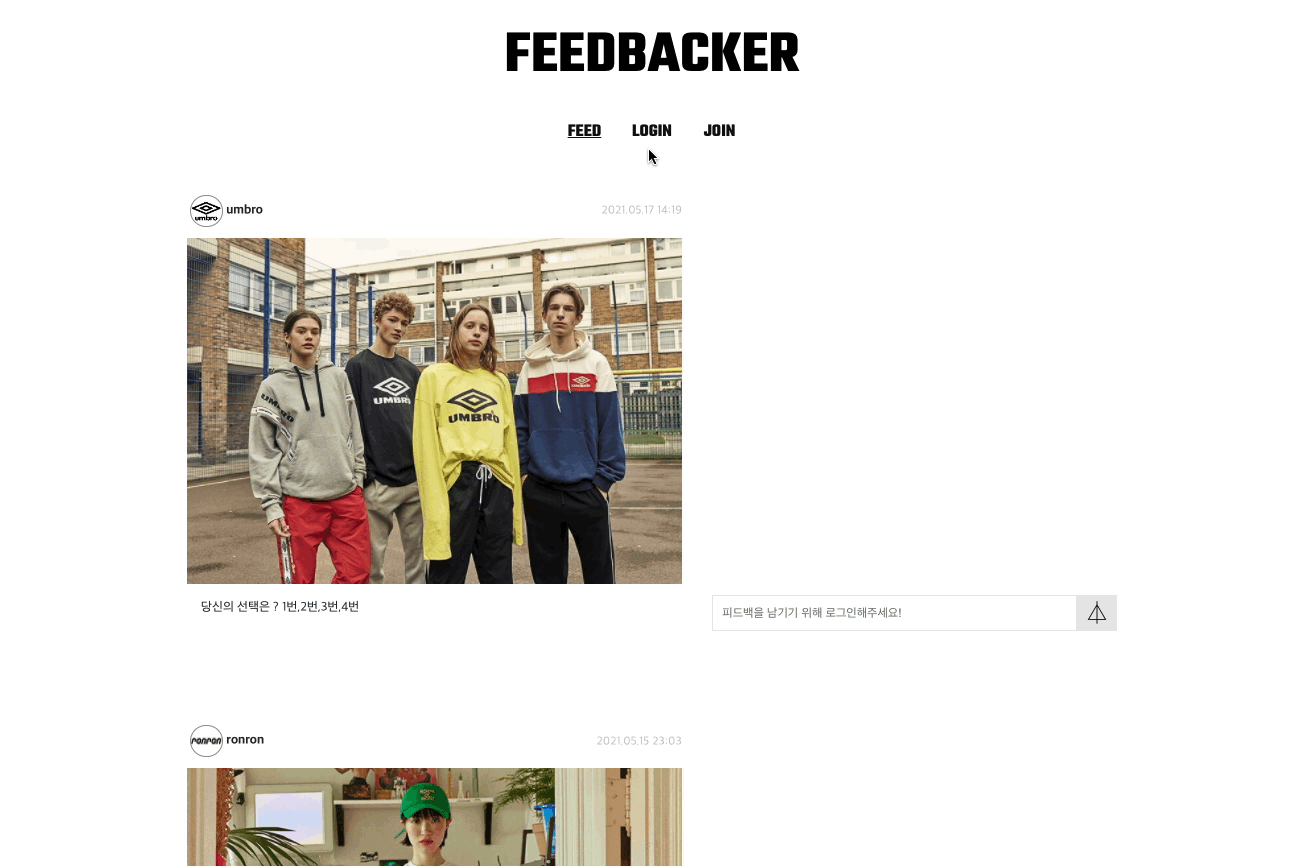 FEEDBACKER
FEED LOGIN JOIN
umbro umbro 2021.05.17 14:19
UMBRO UMBRO UMBRO
당신의 선택은 ? 1번,2번,3번,4번
피드백을 남기기 위해 로그인해주세요!
ronron ronron 2021.05.15 23:03